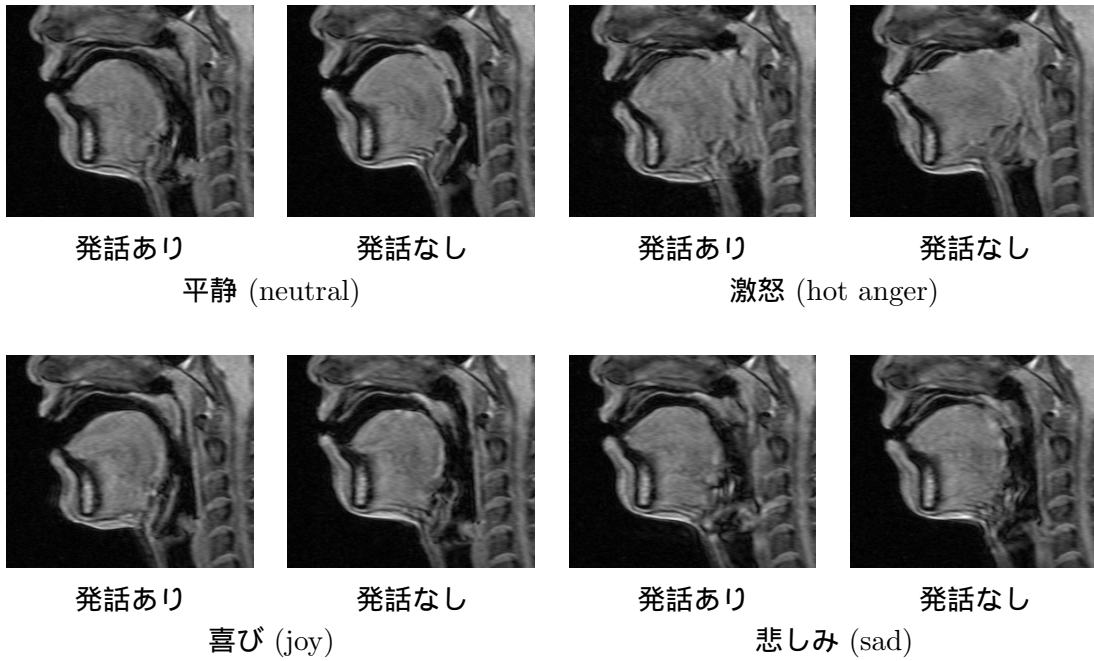 発話あり 発話なし 発話あり 発話なし
平静 (neutral) 激怒 (hot anger)
発話あり 発話なし 発話あり 発話なし
喜び (joy) 悲しみ (sad)